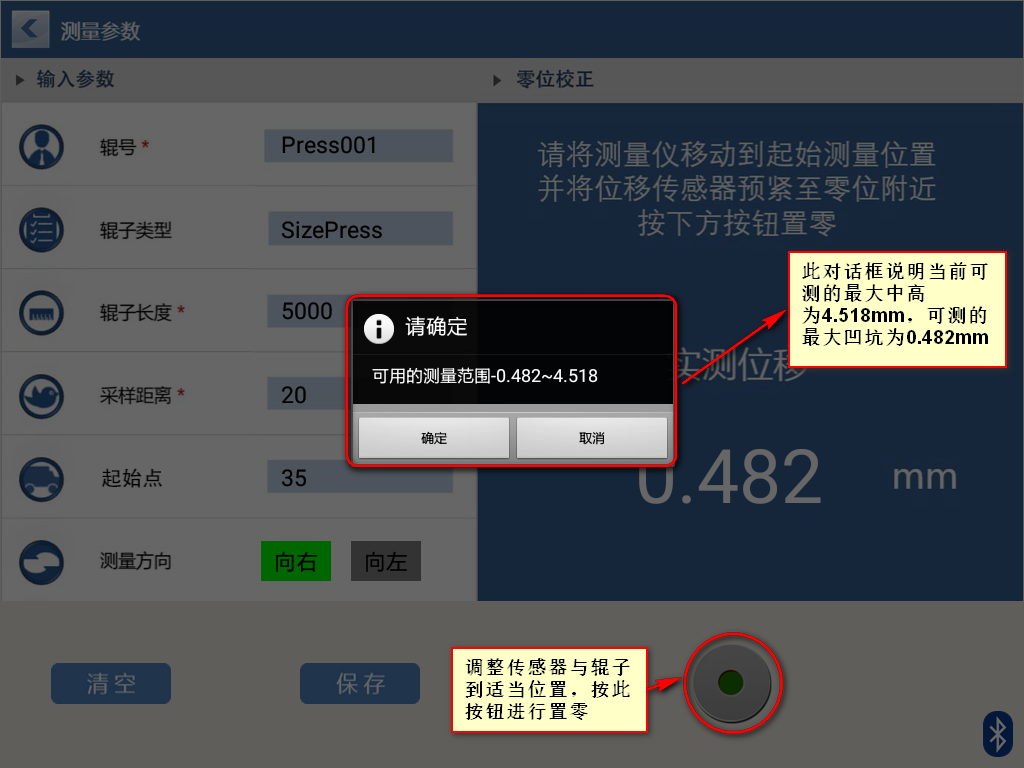 测量参数
输入参数
零位校正
辊号 *
Press001
辊子类型
SizePress
辊子长度 *
5000
采样距离 *
20
起始点
35
测量方向
向右
向左
请将测量仪移动到起始测量位置
并将位移传感器预紧至零位附近
按下方按钮置零
实测位移
0.482
mm
请确定
可用的测量范围-0.482~4.518
确定
取消
此对话框说明当前可
测的最大中高
为4.518mm，可测的
最大凹坑为0.482mm
清空
保存
调整传感器与辊子
到适当位置，按此
按钮进行置零